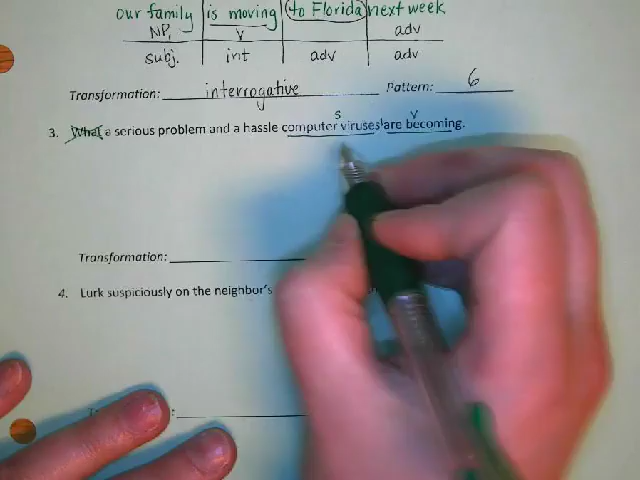 our family is moving (to Florida) next week
NP₁ v adv
subj. int adv adv
Transformation: interrogative Pattern: 6
s v
3. What a serious problem and a hassle computer viruses are becoming.
Transformation:
4. Lurk suspiciously on the neighbor's